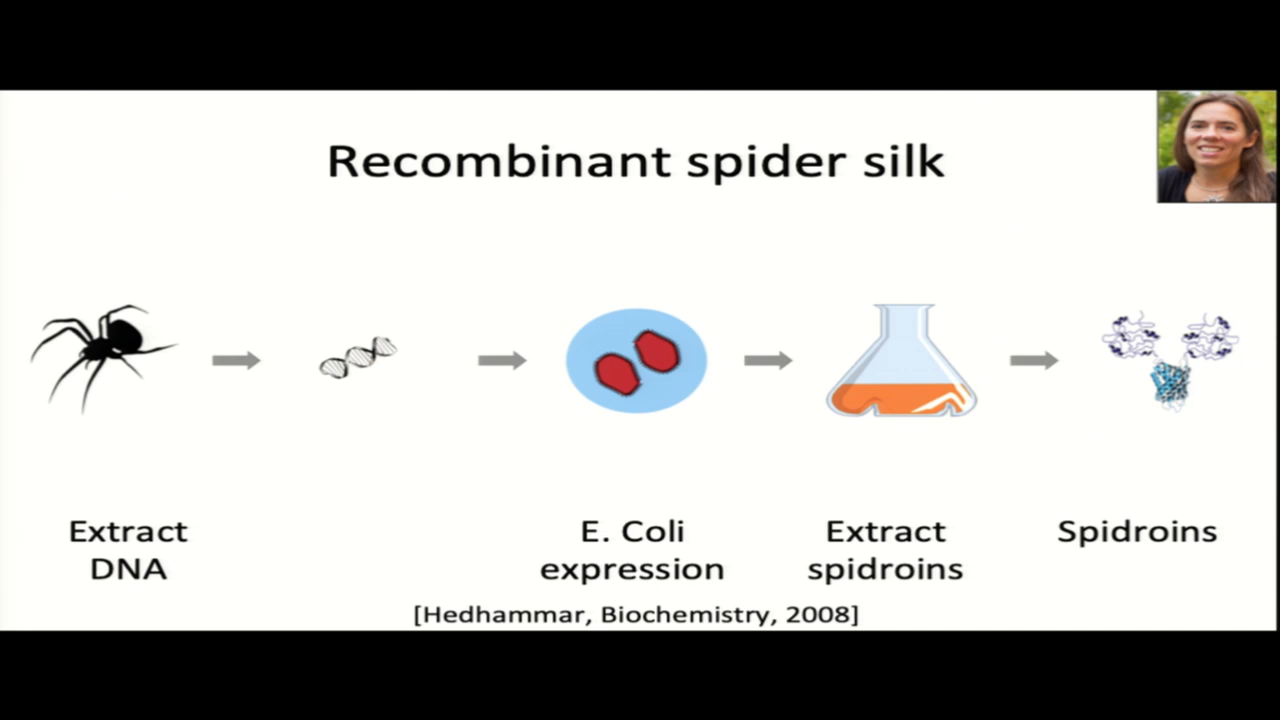 Recombinant spider silk
Extract
DNA
E. Coli
expression
Extract
spidroins
Spidroins
[Hedhammar, Biochemistry, 2008]